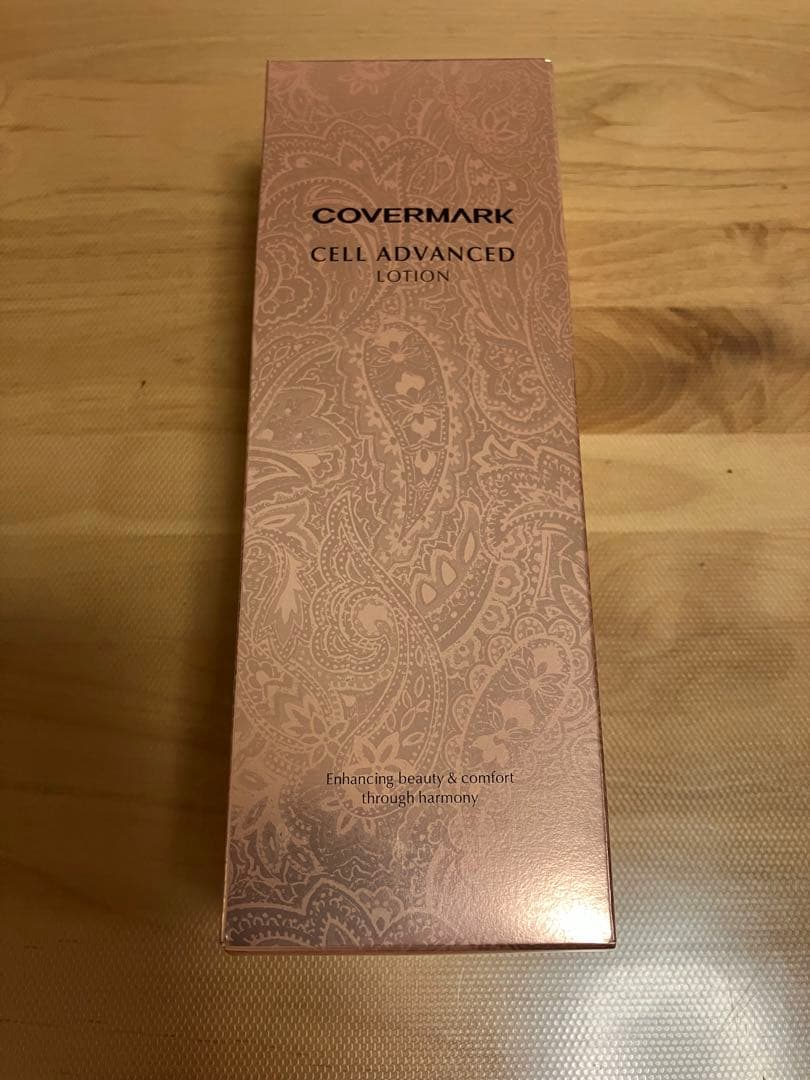 COVERMARK
CELL ADVANCED
LOTION
Enhancing beauty & comfort
through harmony